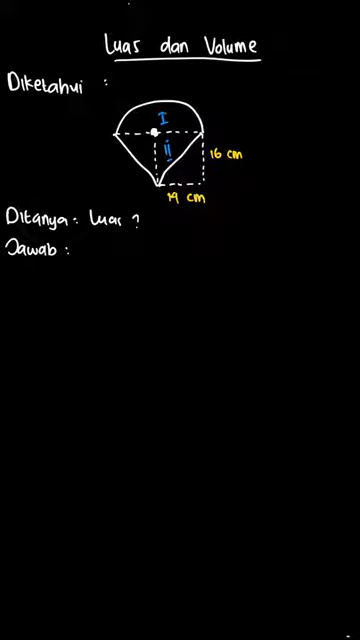 Luas dan Volume
Diketahui :
I
ii
16 cm
14 cm
Ditanya : Luas ?
Jawab :